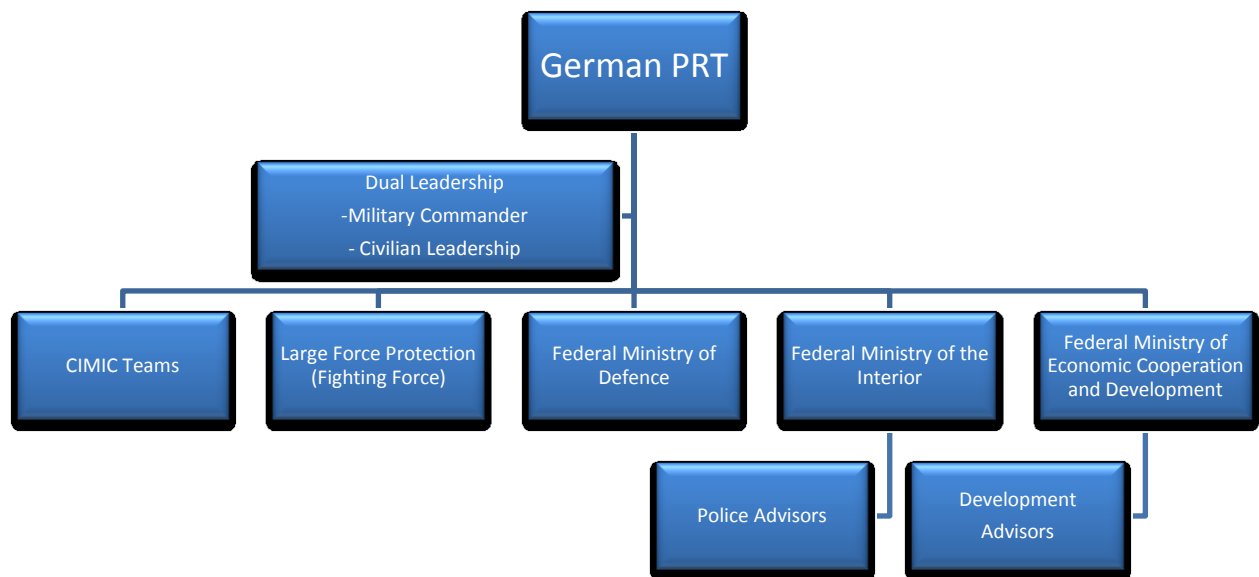 German PRT
Dual Leadership
-Military Commander
- Civilian Leadership
CIMIC Teams
Large Force Protection
(Fighting Force)
Federal Ministry of
Defence
Federal Ministry of the
Interior
Federal Ministry of
Economic Cooperation
and Development
Police Advisors
Development
Advisors